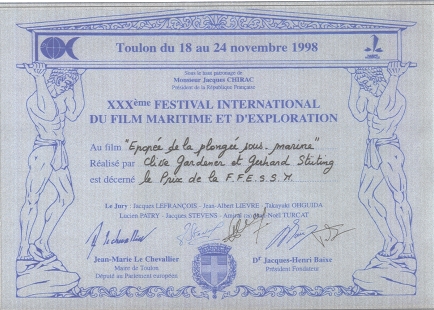 Toulon du 18 au 24 novembre 1998
Sous le haut patronage de
Monsieur Jacques CHIRAC
Président de la République Française
XXXème FESTIVAL INTERNATIONAL
DU FILM MARITIME ET D'EXPLORATION
Au film "Epopée de la plongée sous-marine"
Réalisé par Clive Gardener et Gerhard Stiting
est décerné le Prix de la F.F.E.S.S.M
Le Jury : Jacques LEFRANÇOIS - Jean-Albert LIEVRE - Takayuki OHGUIDA
Lucien PATRY - Jacques STEVENS - Amiral Noël TURCAT
Jean-Marie Le Chevallier
Maire de Toulon
Député au Parlement européen
Dr Jacques-Henri Baixe
Président Fondateur